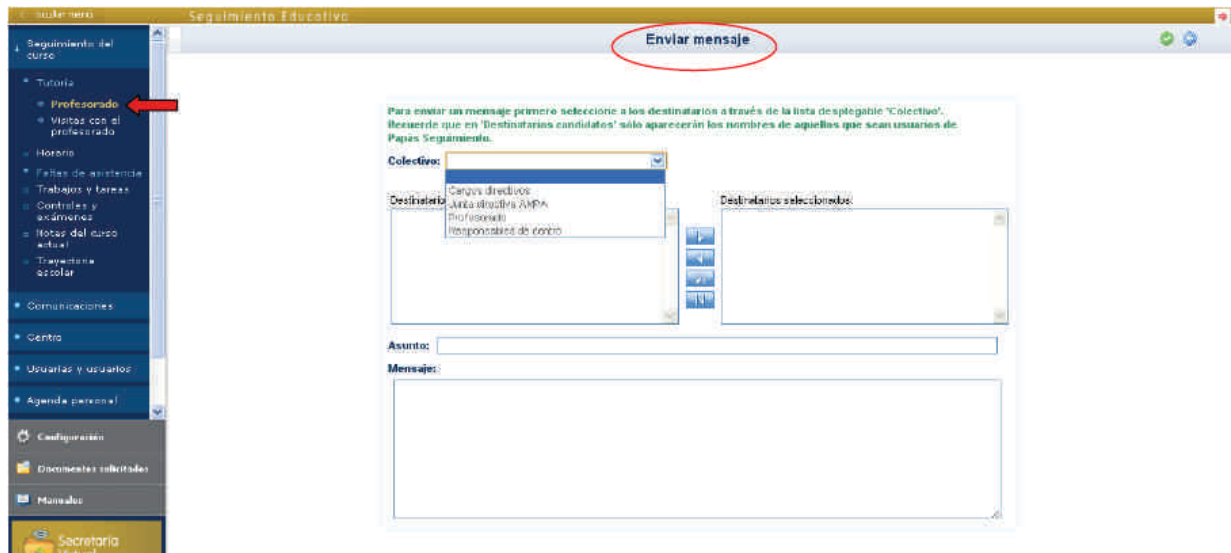 Ocultar menú
Seguimiento Educativo
Enviar mensaje
Seguimiento del
curso
Tutoría
Profesorado
Visitas con el
profesorado
Horario
Faltas de asistencia
Trabajos y tareas
Controles y
exámenes
Notas del curso
actual
Trayectoria
escolar
Comunicaciones
Centro
Usuarias y usuarios
Agenda personal
Configuración
Documentos solicitados
Manuales
Secretaría
Virtual
Para enviar un mensaje primero seleccione a los destinatarios a través de la lista desplegable 'Colectivo'.
Recuerde que en 'Destinatarios candidatos' sólo aparecerán los nombres de aquellos que sean usuarios de
Papás Seguimiento.
Colectivo:
Cargos directivos
Junta directiva AMPA
Profesorado
Responsables de centro
Destinatario
Destinatarios seleccionados:
Asunto:
Mensaje: